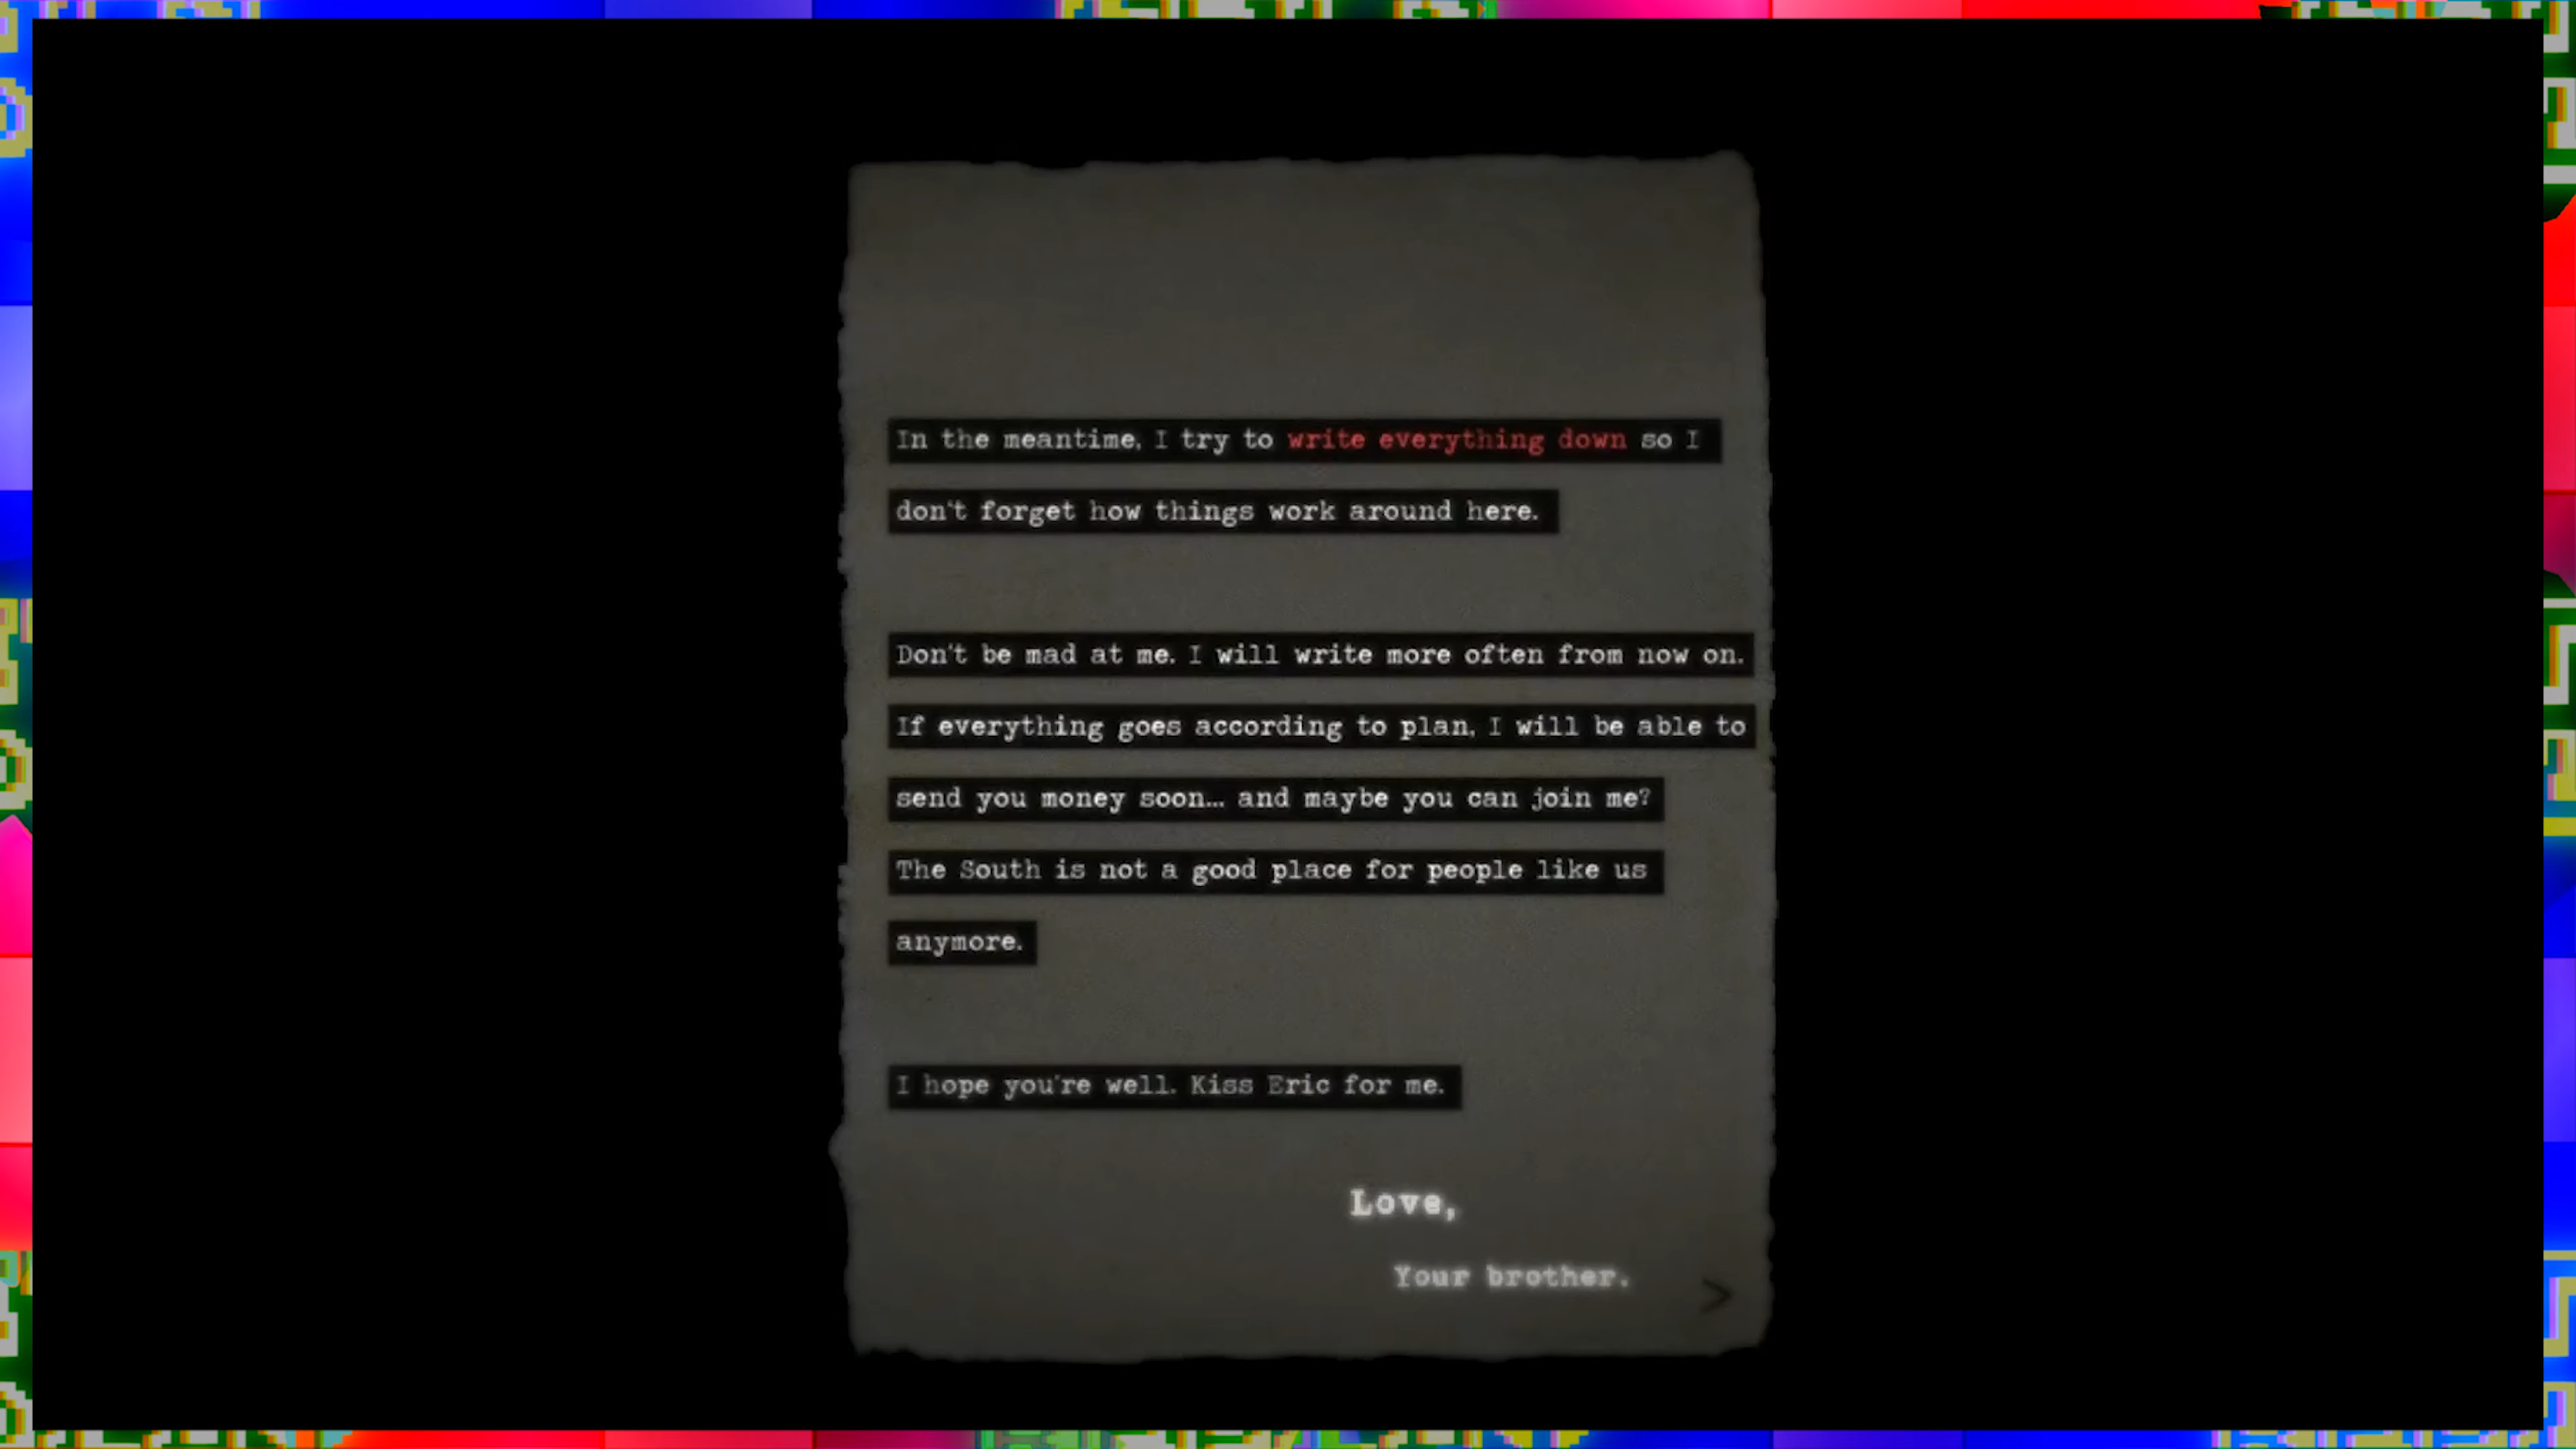 In the meantime, I try to write everything down so I
don't forget how things work around here.
Don't be mad at me. I will write more often from now on.
If everything goes according to plan, I will be able to
send you money soon... and maybe you can join me?
The South is not a good place for people like us
anymore.
I hope you're well. Kiss Eric for me.
Love,
Your brother.
>